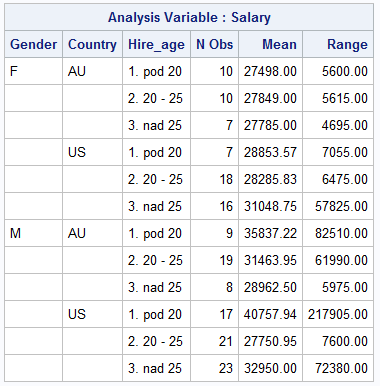 Analysis Variable : Salary
Gender Country Hire_age N Obs Mean Range
F AU 1. pod 20 10 27498.00 5600.00
2. 20 - 25 10 27849.00 5615.00
3. nad 25 7 27785.00 4695.00
US 1. pod 20 7 28853.57 7055.00
2. 20 - 25 18 28285.83 6475.00
3. nad 25 16 31048.75 57825.00
M AU 1. pod 20 9 35837.22 82510.00
2. 20 - 25 19 31463.95 61990.00
3. nad 25 8 28962.50 5975.00
US 1. pod 20 17 40757.94 217905.00
2. 20 - 25 21 27750.95 7600.00
3. nad 25 23 32950.00 72380.00